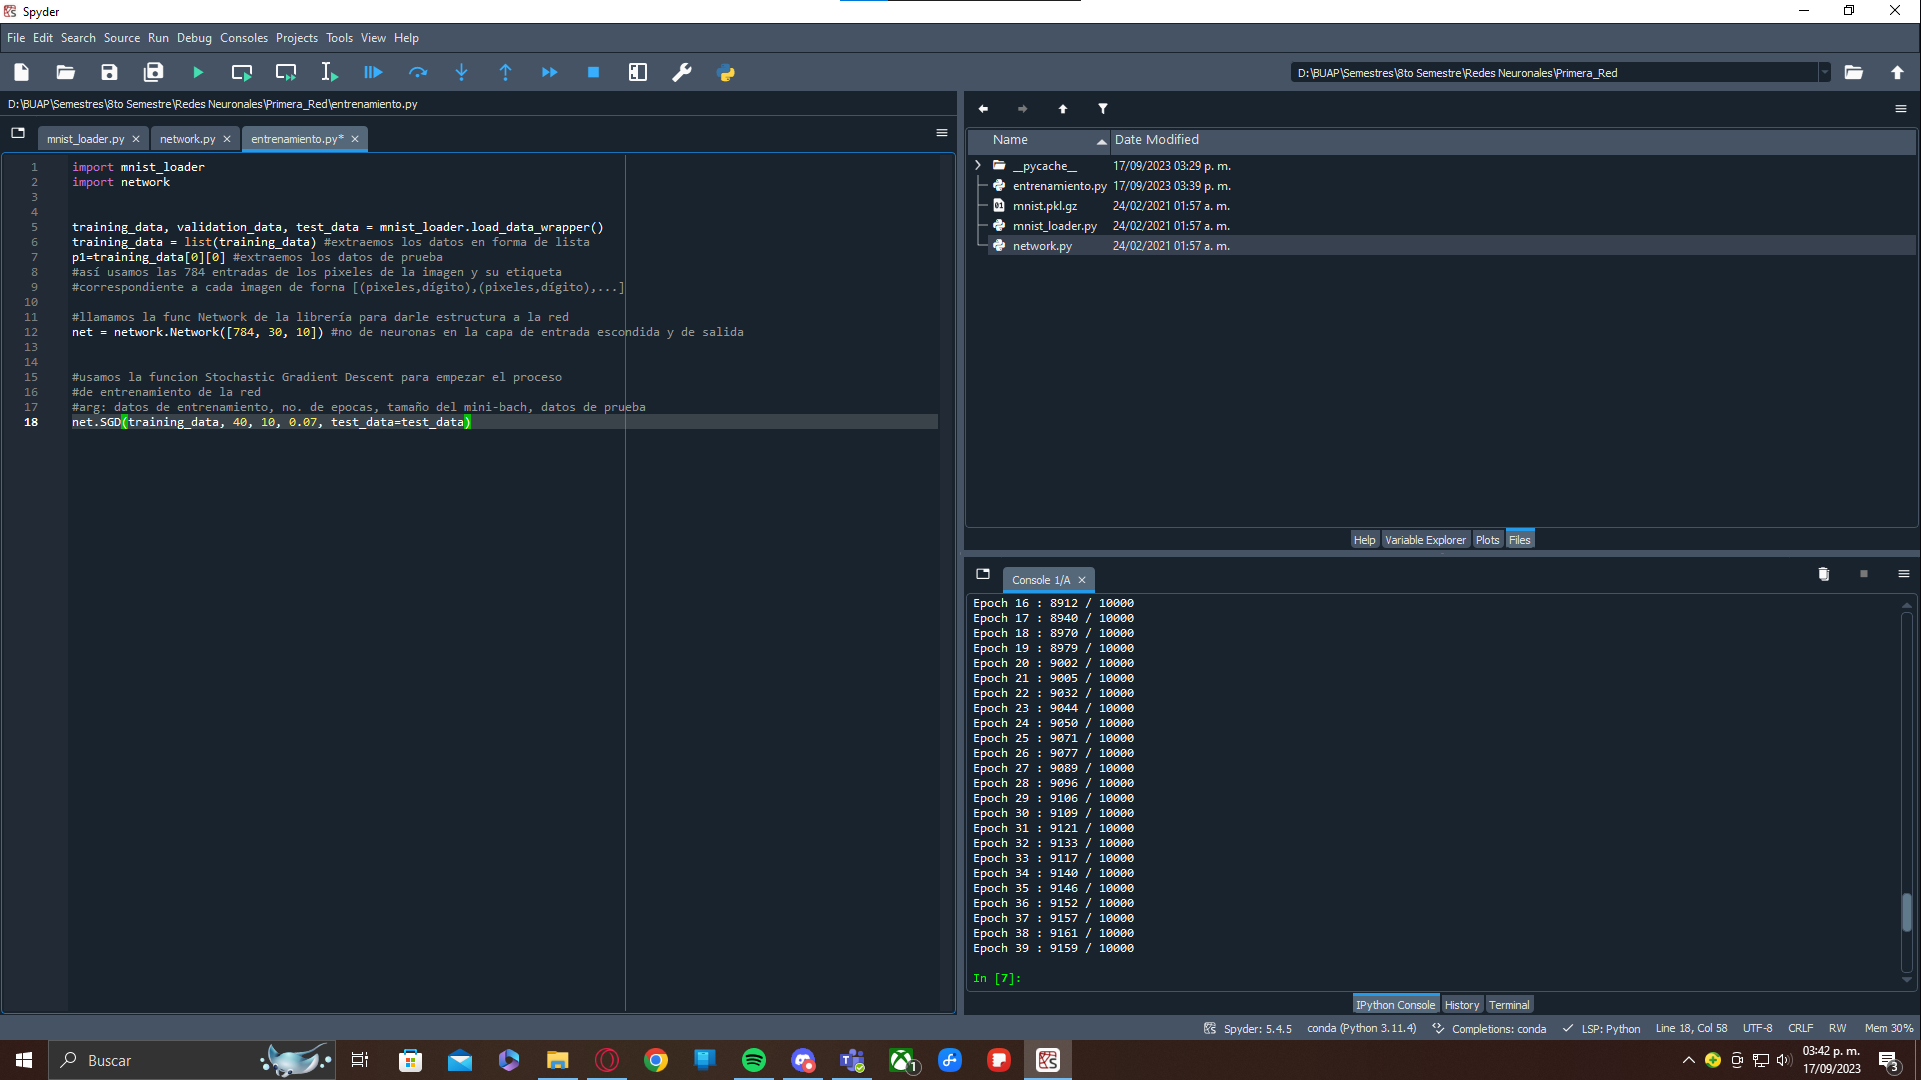 Spyder
File Edit Search Source Run Debug Consoles Projects Tools View Help
D:\BUAP\Semestres\8to Semestre\Redes Neuronales\Primera_Red
D:\BUAP\Semestres\8to Semestre\Redes Neuronales\Primera_Red\entrenamiento.py
mnist_loader.py network.py entrenamiento.py*
1 import mnist_loader
2 import network
3
4
5 training_data, validation_data, test_data = mnist_loader.load_data_wrapper()
6 training_data = list(training_data) #extraemos los datos en forma de lista
7 p1=training_data[0][0] #extraemos los datos de prueba
8 #así usamos las 784 entradas de los pixeles de la imagen y su etiqueta
9 #correspondiente a cada imagen de forna [(pixeles,dígito),(pixeles,dígito),...]
10
11 #llamamos la func Network de la librería para darle estructura a la red
12 net = network.Network([784, 30, 10]) #no de neuronas en la capa de entrada escondida y de salida
13
14
15 #usamos la funcion Stochastic Gradient Descent para empezar el proceso
16 #de entrenamiento de la red
17 #arg: datos de entrenamiento, no. de epocas, tamaño del mini-bach, datos de prueba
18 net.SGD(training_data, 40, 10, 0.07, test_data=test_data)
Name Date Modified
__pycache__ 17/09/2023 03:29 p. m.
entrenamiento.py 17/09/2023 03:39 p. m.
mnist.pkl.gz 24/02/2021 01:57 a. m.
mnist_loader.py 24/02/2021 01:57 a. m.
network.py 24/02/2021 01:57 a. m.
Help Variable Explorer Plots Files
Console 1/A
Epoch 16 : 8912 / 10000
Epoch 17 : 8940 / 10000
Epoch 18 : 8970 / 10000
Epoch 19 : 8979 / 10000
Epoch 20 : 9002 / 10000
Epoch 21 : 9005 / 10000
Epoch 22 : 9032 / 10000
Epoch 23 : 9044 / 10000
Epoch 24 : 9050 / 10000
Epoch 25 : 9071 / 10000
Epoch 26 : 9077 / 10000
Epoch 27 : 9089 / 10000
Epoch 28 : 9096 / 10000
Epoch 29 : 9106 / 10000
Epoch 30 : 9109 / 10000
Epoch 31 : 9121 / 10000
Epoch 32 : 9133 / 10000
Epoch 33 : 9117 / 10000
Epoch 34 : 9140 / 10000
Epoch 35 : 9146 / 10000
Epoch 36 : 9152 / 10000
Epoch 37 : 9157 / 10000
Epoch 38 : 9161 / 10000
Epoch 39 : 9159 / 10000
In [7]:
IPython Console History Terminal
Spyder: 5.4.5 conda (Python 3.11.4) Completions: conda LSP: Python Line 18, Col 58 UTF-8 CRLF RW Mem 30%
Buscar
03:42 p. m.
17/09/2023